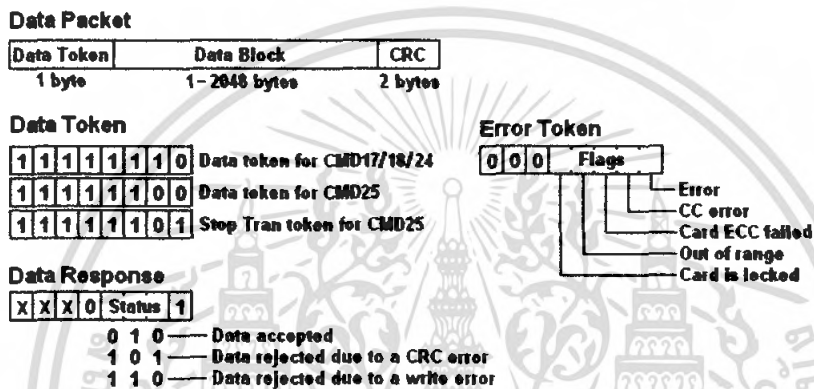 Data Packet
Data Token Data Block CRC
1 byte 1-2048 bytes 2 bytes
Data Token
1 1 1 1 1 1 1 0 Data token for CMD17/18/24
1 1 1 1 1 1 0 0 Data token for CMD25
1 1 1 1 1 1 0 1 Stop Tran token for CMD25
Error Token
0 0 0 Flags
Error
CC error
Card ECC failed
Out of range
Card is locked
Data Response
X X X 0 Status 1
0 1 0 Data accepted
1 0 1 Data rejected due to a CRC error
1 1 0 Data rejected due to a write error